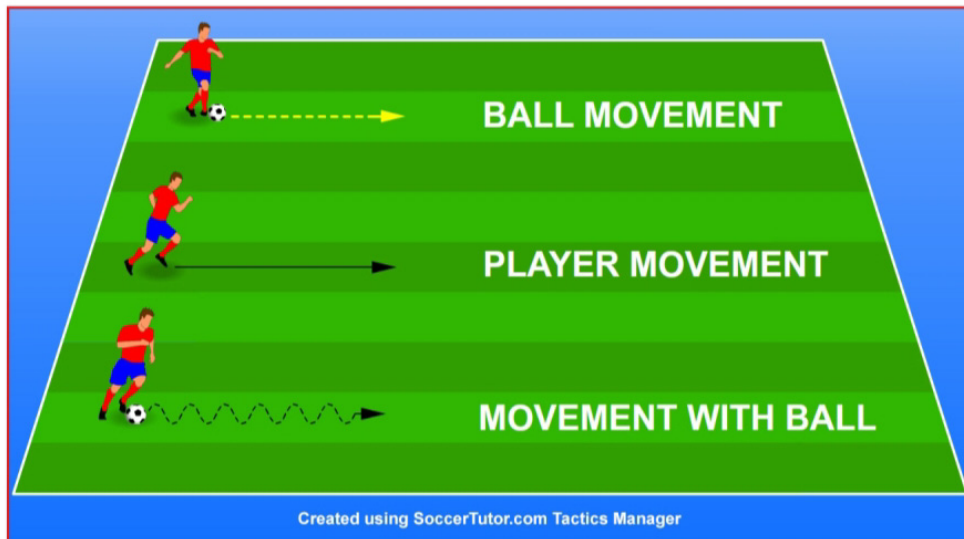 BALL MOVEMENT
PLAYER MOVEMENT
MOVEMENT WITH BALL
Created using SoccerTutor.com Tactics Manager